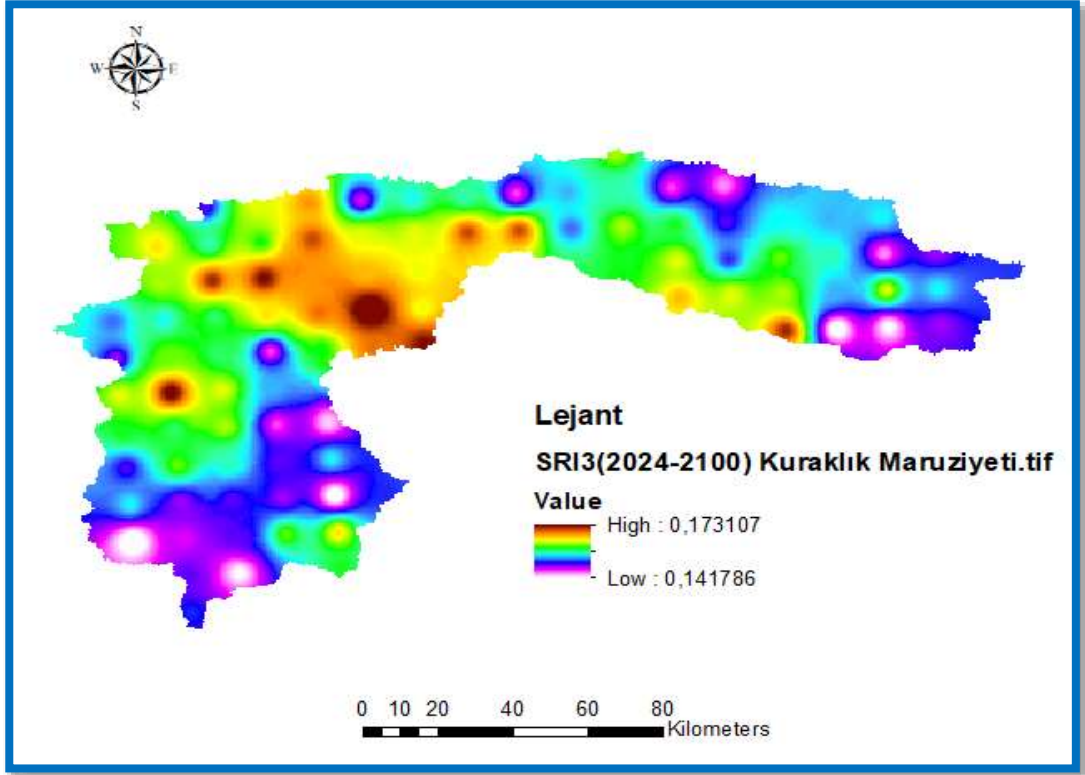 N
W E
S
Lejant
SRI3(2024-2100) Kuraklık Maruziyeti.tif
Value
High : 0,173107
Low : 0,141786
0 10 20 40 60 80
Kilometers